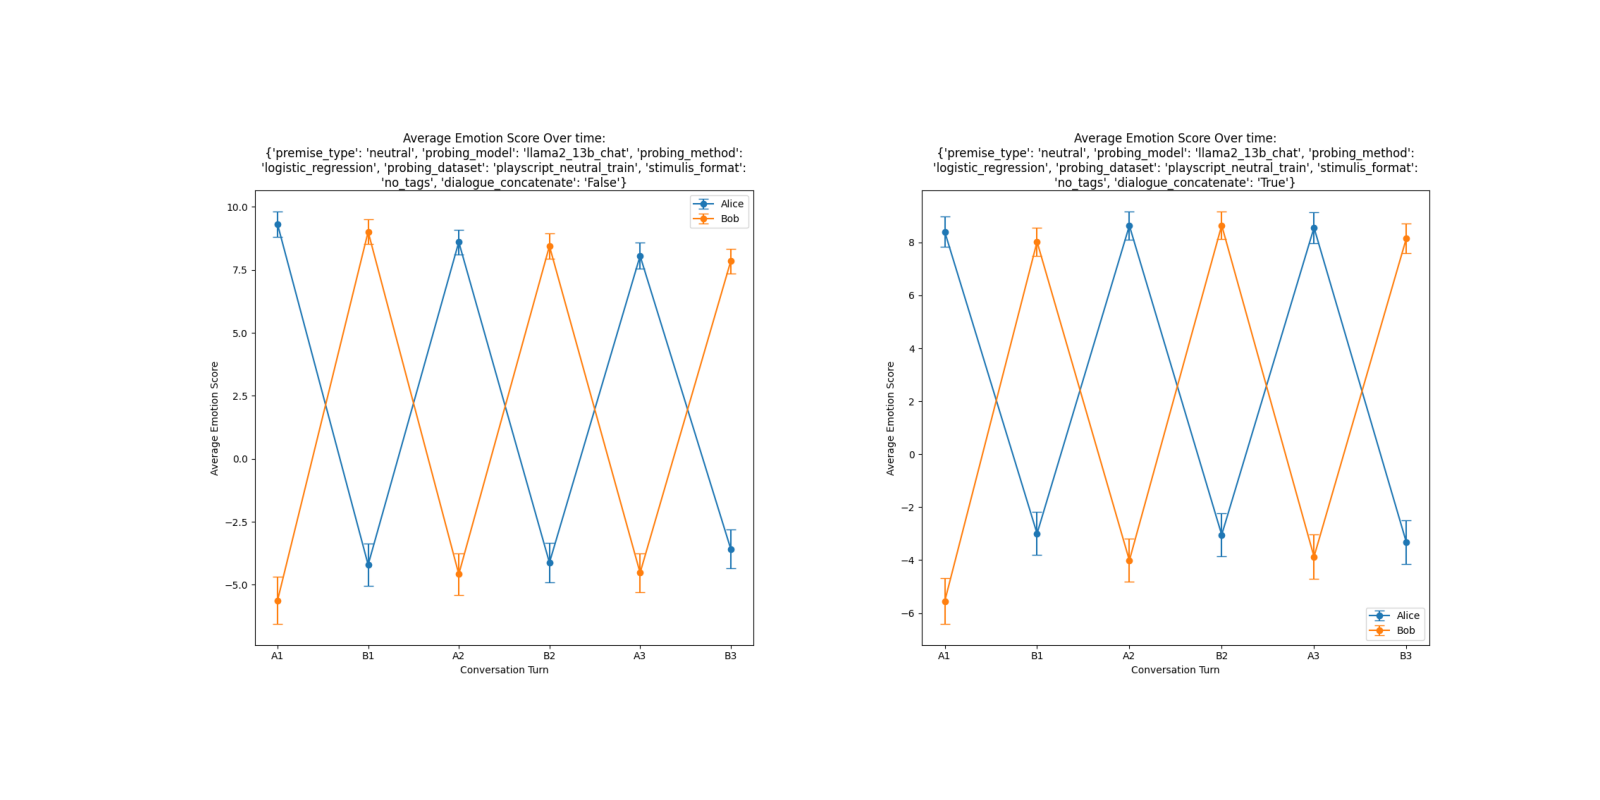 Average Emotion Score Over time:
{'premise_type': 'neutral', 'probing_model': 'llama2_13b_chat', 'probing_method':
'logistic_regression', 'probing_dataset': 'playscript_neutral_train', 'stimulis_format':
'no_tags', 'dialogue_concatenate': 'False'}
10.0
7.5
5.0
2.5
0.0
−2.5
−5.0
Average Emotion Score
Alice
Bob
A1 B1 A2 B2 A3 B3
Conversation Turn
Average Emotion Score Over time:
{'premise_type': 'neutral', 'probing_model': 'llama2_13b_chat', 'probing_method':
'logistic_regression', 'probing_dataset': 'playscript_neutral_train', 'stimulis_format':
'no_tags', 'dialogue_concatenate': 'True'}
8
6
4
2
0
−2
−4
−6
Average Emotion Score
Alice
Bob
A1 B1 A2 B2 A3 B3
Conversation Turn